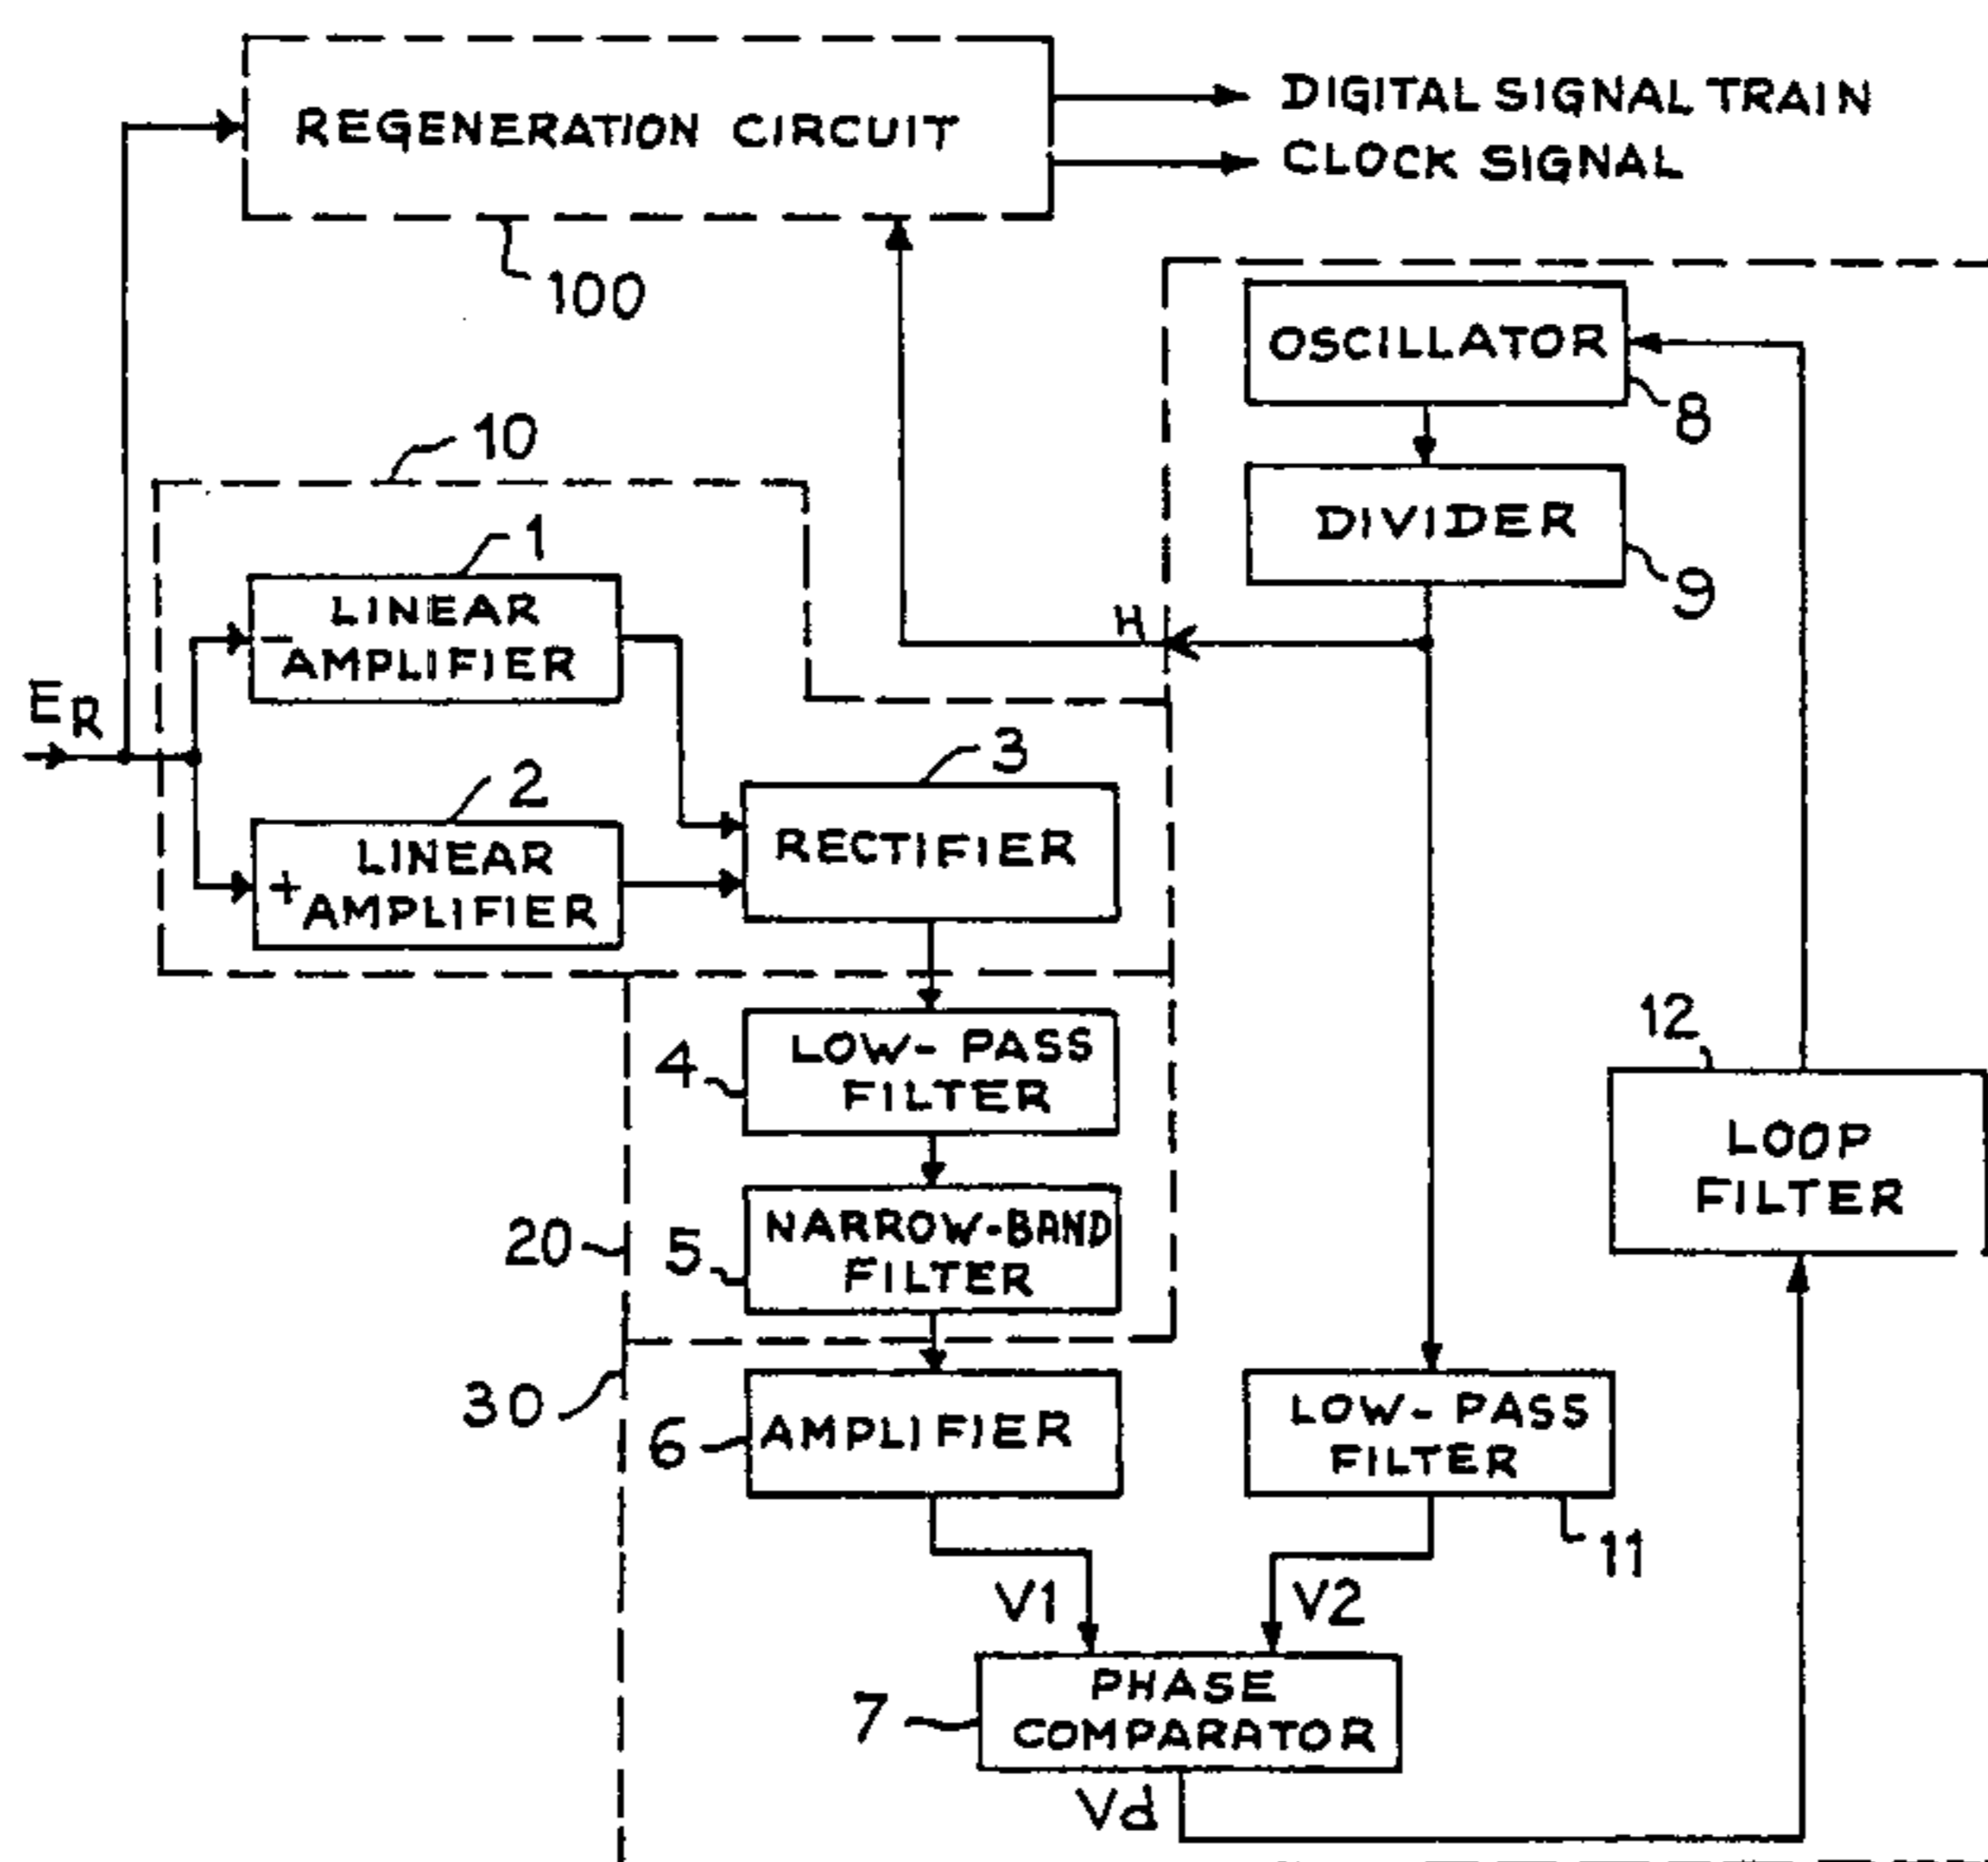 REGENERATION CIRCUIT
DIGITAL SIGNAL TRAIN
CLOCK SIGNAL
100
OSCILLATOR
8
10
DIVIDER
9
1
LINEAR
- AMPLIFIER
H
ER
2
3
LINEAR
+ AMPLIFIER
RECTIFIER
12
4
LOW-PASS
FILTER
LOOP
FILTER
20
5
NARROW-BAND
FILTER
30
6
AMPLIFIER
LOW-PASS
FILTER
11
V1
V2
7
PHASE
COMPARATOR
Vd